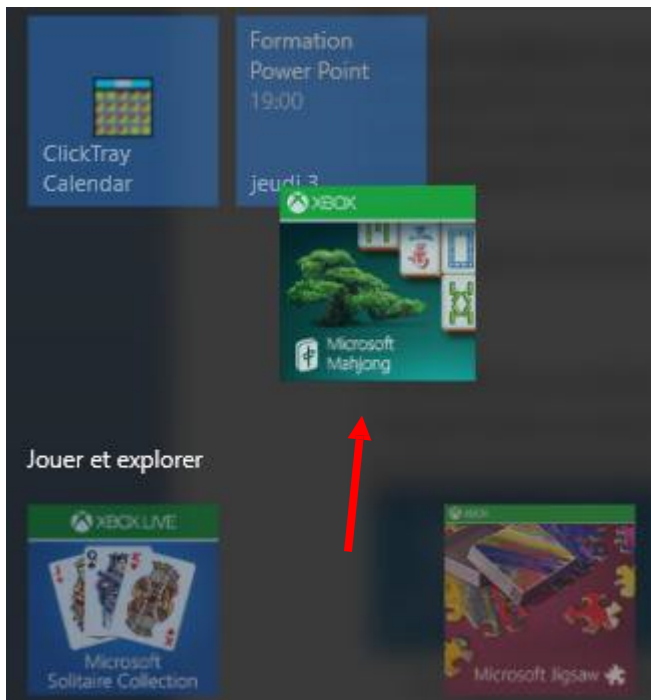 Formation
Power Point
19:00
ClickTray
Calendar
jeudi 3
XBOX
萬
Microsoft
Mahjong
Jouer et explorer
XBOX LIVE
XBOX
Microsoft
Solitaire Collection
Microsoft Jigsaw